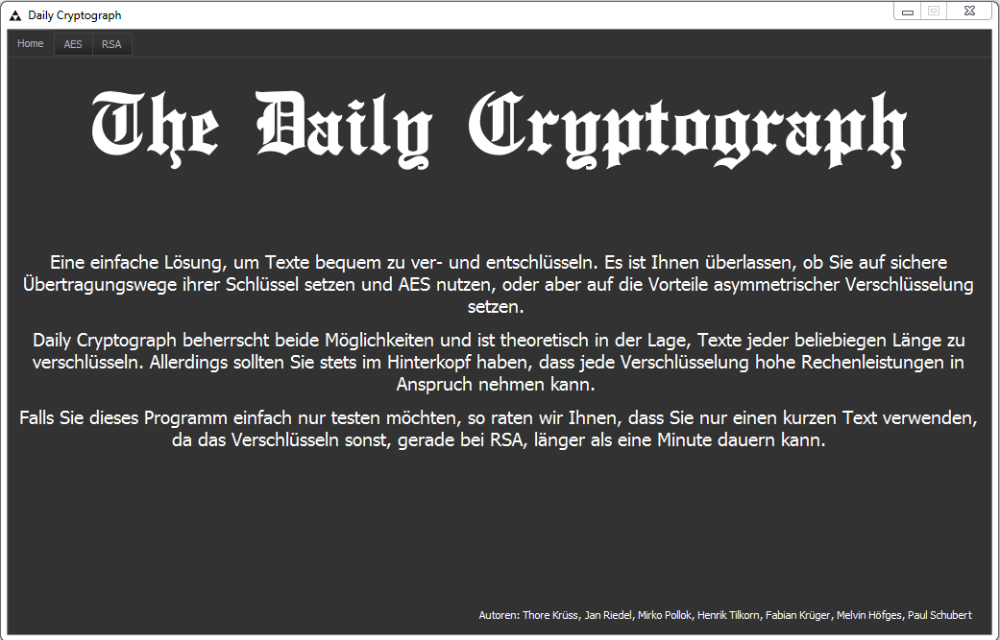 Daily Cryptograph
Home AES RSA
The Daily Cryptograph
Eine einfache Lösung, um Texte bequem zu ver- und entschlüsseln. Es ist Ihnen überlassen, ob Sie auf sichere
Übertragungswege ihrer Schlüssel setzen und AES nutzen, oder aber auf die Vorteile asymmetrischer Verschlüsselung
setzen.
Daily Cryptograph beherrscht beide Möglichkeiten und ist theoretisch in der Lage, Texte jeder beliebiegen Länge zu
verschlüsseln. Allerdings sollten Sie stets im Hinterkopf haben, dass jede Verschlüsselung hohe Rechenleistungen in
Anspruch nehmen kann.
Falls Sie dieses Programm einfach nur testen möchten, so raten wir Ihnen, dass Sie nur einen kurzen Text verwenden,
da das Verschlüsseln sonst, gerade bei RSA, länger als eine Minute dauern kann.
Autoren: Thore Krüss, Jan Riedel, Mirko Pollok, Henrik Tilkorn, Fabian Krüger, Melvin Höfges, Paul Schubert